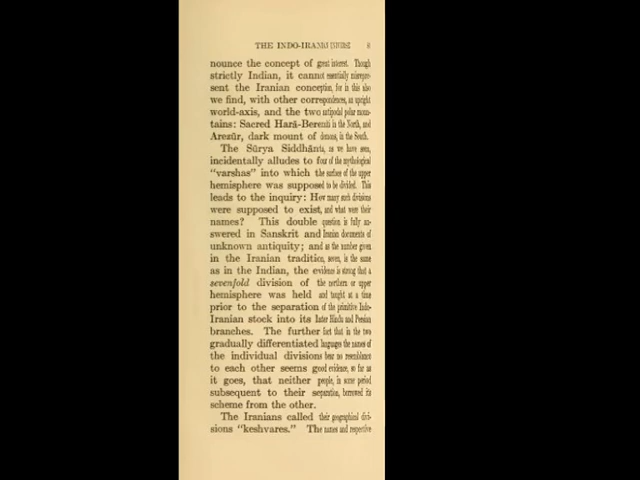 THE INDO-IRANIAN UNIVERSE
nounce the concept of great interest. Though
strictly Indian, it cannot essentially misrepre-
sent the Iranian conception, for in this also
we find, with other correspondences, an upright
world-axis, and the two antipodal polar moun-
tains: Sacred Harâ-Berezaiti in the North, and
Arezûr, dark mount of demons, in the South.
The Sûrya Siddhânta, as we have seen,
incidentally alludes to four of the mythological
"varshas" into which the surface of the upper
hemisphere was supposed to be divided. This
leads to the inquiry: How many such divisions
were supposed to exist, and what were their
names? This double question is fully an-
swered in Sanskrit and Iranian documents of
unknown antiquity; and as the number given
in the Iranian tradition, seven, is the same
as in the Indian, the evidence is strong that a
sevenfold division of the northern or upper
hemisphere was held and taught at a time
prior to the separation of the primitive Indo-
Iranian stock into its later Hindu and Persian
branches. The further fact that in the two
gradually differentiated languages the names of
the individual divisions bear no resemblance
to each other seems good evidence, so far as
it goes, that neither people, in some period
subsequent to their separation, borrowed its
scheme from the other.
The Iranians called their geographical divi-
sions "keshvares." The names and respective